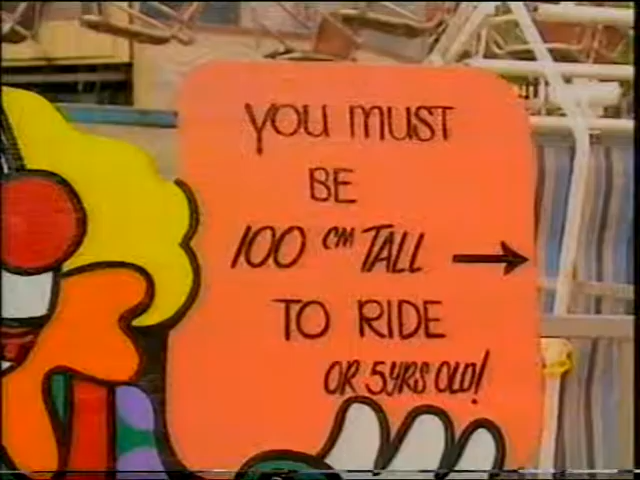 YOU MUST
BE
100 CM TALL →
TO RIDE
OR 5YRS OLD!